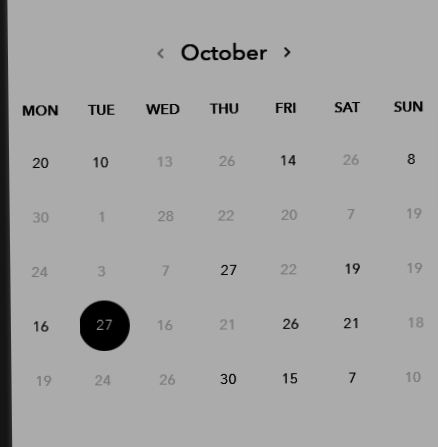 ‹ October ›
MON TUE WED THU FRI SAT SUN
20 10 13 26 14 26 8
30 1 28 22 20 7 19
24 3 7 27 22 19 19
16 27 16 21 26 21 18
19 24 26 30 15 7 10